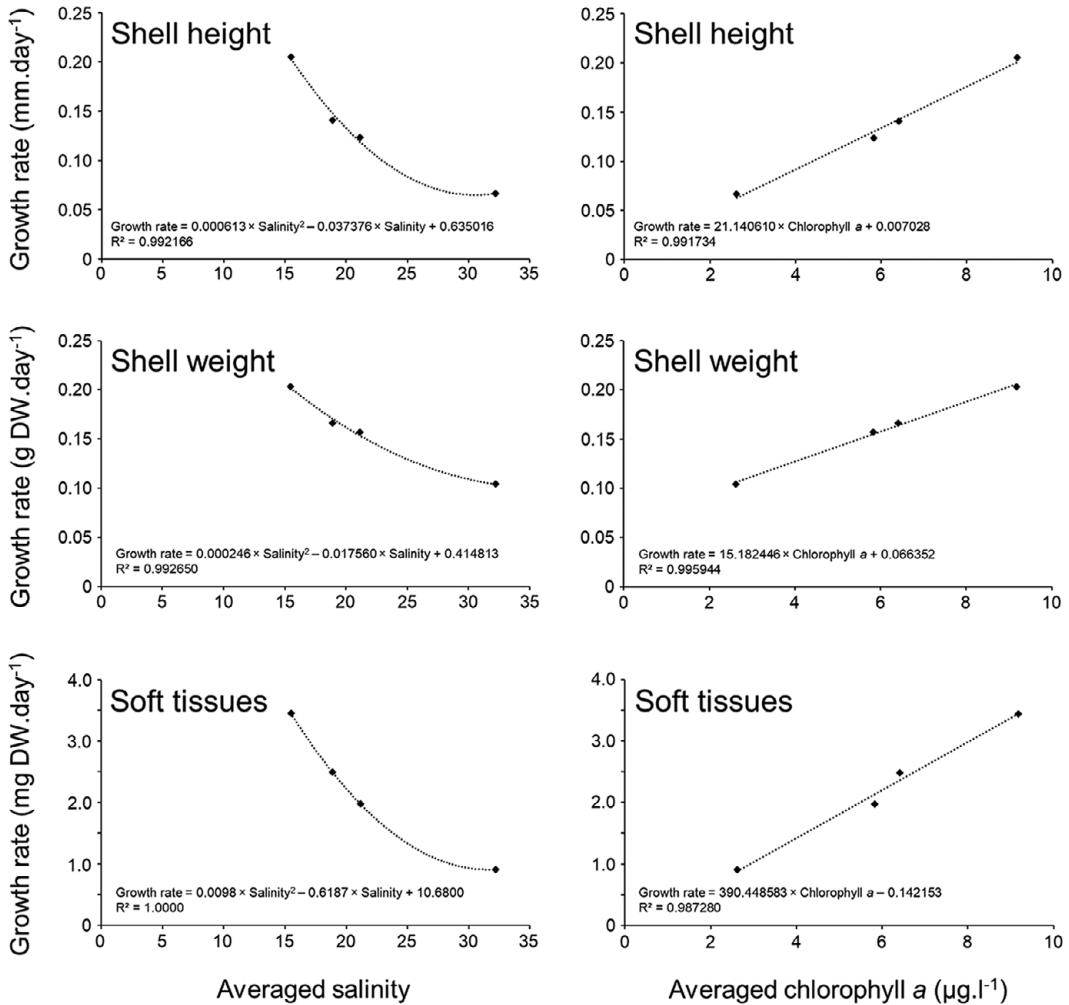 Shell height
Growth rate (mm.day-1)
0.25
0.20
0.15
0.10
0.05
0
Growth rate = 0.000613 × Salinity2 – 0.037376 × Salinity + 0.635016
R2 = 0.992166
0 5 10 15 20 25 30 35
Shell height
0.25
0.20
0.15
0.10
0.05
0
Growth rate = 21.140610 × Chlorophyll a + 0.007028
R2 = 0.991734
0 2 4 6 8 10
Shell weight
Growth rate (g DW.day-1)
0.25
0.20
0.15
0.10
0.05
0
Growth rate = 0.000246 × Salinity2 – 0.017560 × Salinity + 0.414813
R2 = 0.992650
0 5 10 15 20 25 30 35
Shell weight
0.25
0.20
0.15
0.10
0.05
0
Growth rate = 15.182446 × Chlorophyll a + 0.066352
R2 = 0.995944
0 2 4 6 8 10
Soft tissues
Growth rate (mg DW.day-1)
4.0
3.0
2.0
1.0
0
Growth rate = 0.0098 × Salinity2 – 0.6187 × Salinity + 10.6800
R2 = 1.0000
0 5 10 15 20 25 30 35
Averaged salinity
Soft tissues
4.0
3.0
2.0
1.0
0
Growth rate = 390.448583 × Chlorophyll a – 0.142153
R2 = 0.987280
0 2 4 6 8 10
Averaged chlorophyll a (µg.l-1)